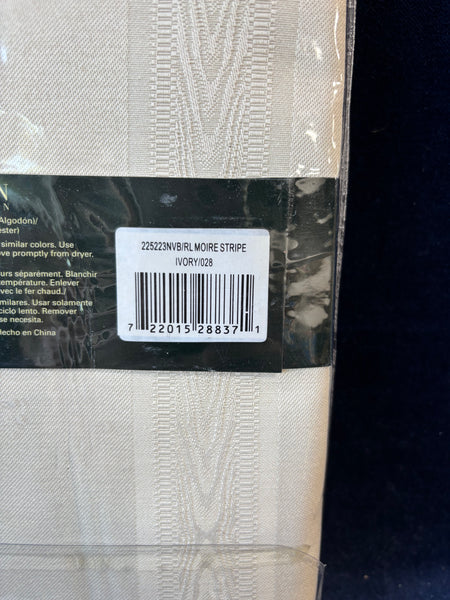 N
N
Algodón)/
ester)
similar colors. Use
ve promptly from dryer.
urs séparément. Blanchir
température. Enlever
vec le fer chaud./
milares. Usar solamente
ciclo lento. Remover
se necesita.
Hecho en China
225223NVB/RL MOIRE STRIPE
IVORY/028
7 22015 28837 1